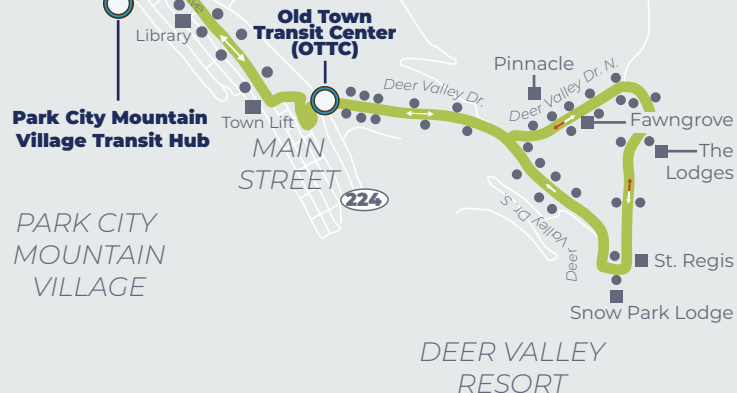 ave
Library
Old Town
Transit Center
(OTTC)
Park City Mountain
Village Transit Hub
Town Lift
MAIN
STREET
224
Deer Valley Dr.
Pinnacle
Deer Valley Dr. N.
Fawngrove
The
Lodges
Deer Valley Dr. S.
St. Regis
Snow Park Lodge
PARK CITY
MOUNTAIN
VILLAGE
DEER VALLEY
RESORT